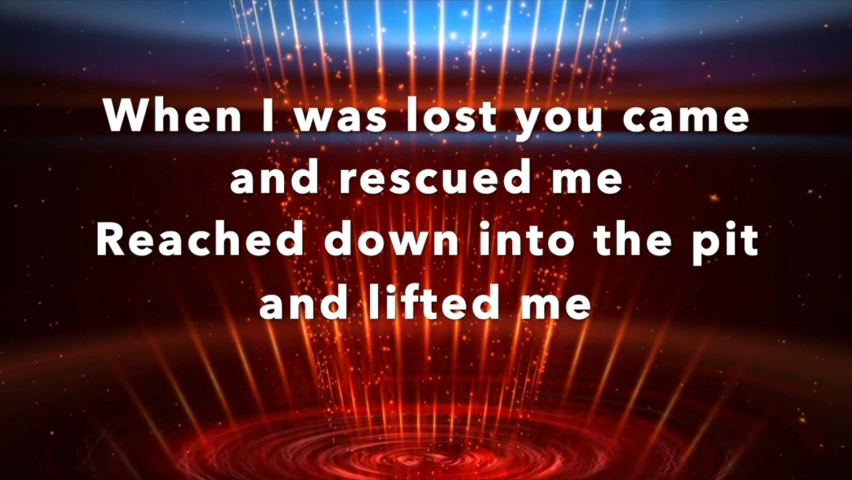 When I was lost you came
and rescued me
Reached down into the pit
and lifted me